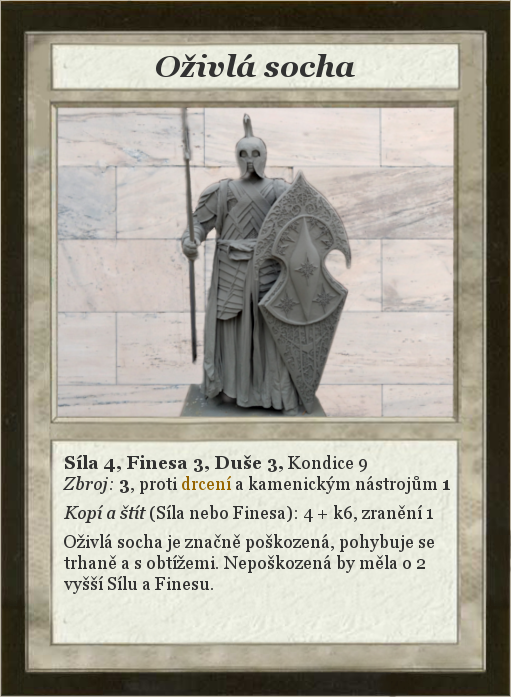 Oživlá socha
Síla 4, Finesa 3, Duše 3, Kondice 9
Zbroj: 3, proti drcení a kamenickým nástrojům 1
Kopí a štít (Síla nebo Finesa): 4 + k6, zranění 1
Oživlá socha je značně poškozená, pohybuje se
trhaně a s obtížemi. Nepoškozená by měla o 2
vyšší Sílu a Finesu.